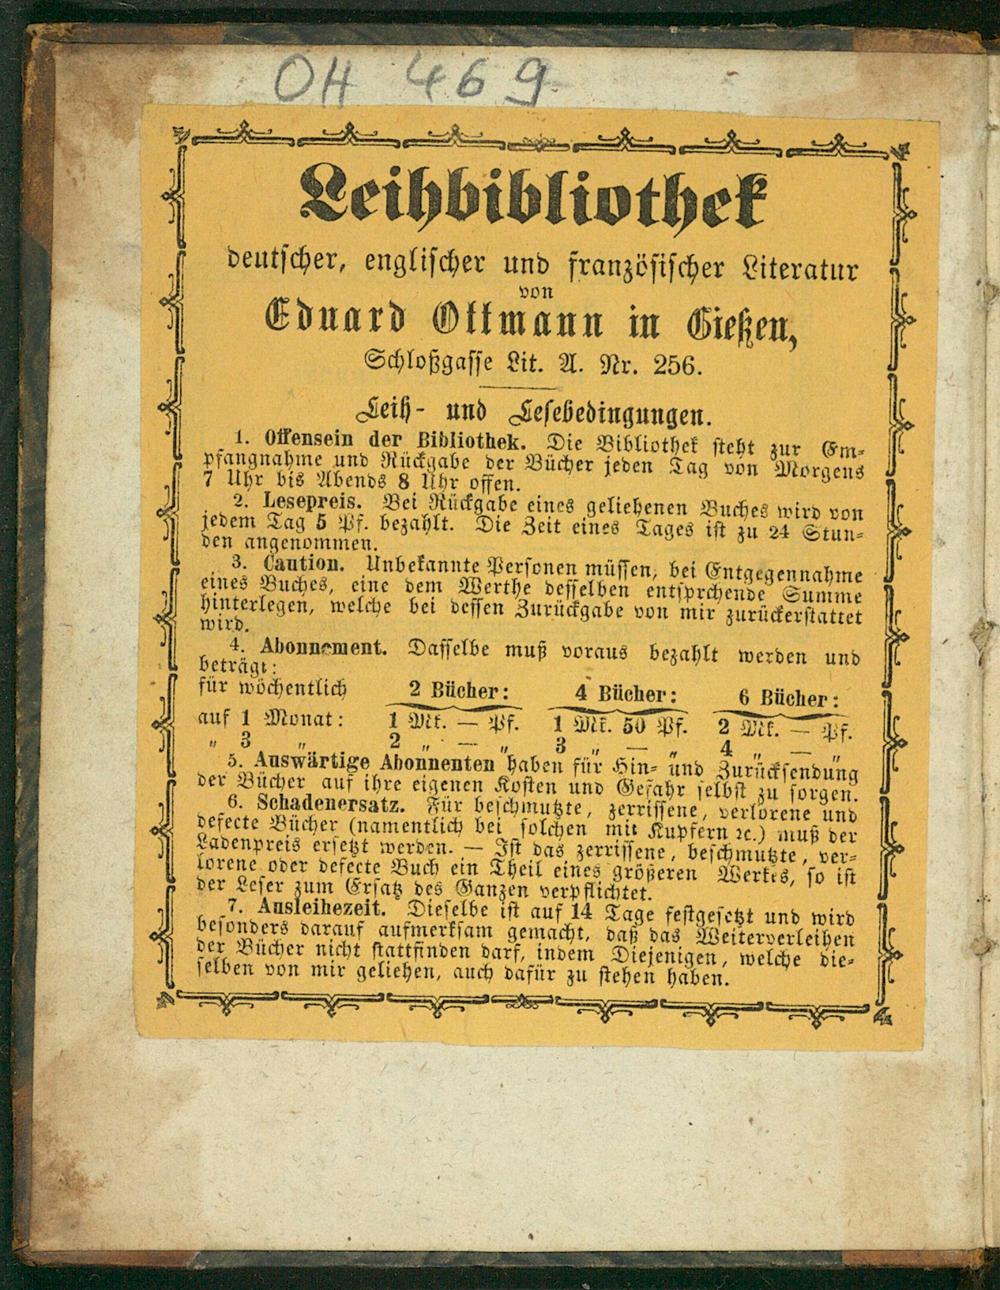 OH 469
Leihbibliothek
deutscher, englischer und französischer Literatur
von
Eduard Ottmann in Gießen,
Schloßgasse Lit. A. Nr. 256.
Leih- und Lesebedingungen.
1. Offensein der Bibliothek. Die Bibliothek steht zur Em-
pfangnahme und Rückgabe der Bücher jeden Tag von Morgens
7 Uhr bis Abends 8 Uhr offen.
2. Lesepreis. Bei Rückgabe eines geliehenen Buches wird von
jedem Tag 5 Pf. bezahlt. Die Zeit eines Tages ist zu 24 Stun-
den angenommen.
3. Caution. Unbekannte Personen müssen, bei Entgegennahme
eines Buches, eine dem Werthe desselben entsprchende Summe
hinterlegen, welche bei dessen Zurückgabe von mir zurückerstattet
wird.
4. Abonnement. Dasselbe muß voraus bezahlt werden und
beträgt:
für wöchentlich 2 Bücher: 4 Bücher: 6 Bücher:
auf 1 Monat: 1 Mk. — Pf. 1 Mk. 50 Pf. 2 Mk. — Pf.
„ 3 „ 2 „ — „ 3 „ — „ 4 „ — „
5. Auswärtige Abonnenten haben für Hin- und Zurücksendung
der Bücher auf ihre eigenen Kosten und Gefahr selbst zu sorgen.
6. Schadenersatz. Für beschmutzte, zerrissene, verlorene und
defecte Bücher (namentlich bei solchen mit Kupfern ꝛc.) muß der
Ladenpreis ersetzt werden. — Ist das zerrissene, beschmutzte, ver-
lorene oder defecte Buch ein Theil eines größeren Werkes, so ist
der Leser zum Ersatz des Ganzen verpflichtet.
7. Ausleihezeit. Dieselbe ist auf 14 Tage festgesetzt und wird
besonders darauf aufmerksam gemacht, daß das Weiterverleihen
der Bücher nicht stattfinden darf, indem Diejenigen, welche die-
selben von mir geliehen, auch dafür zu stehen haben.